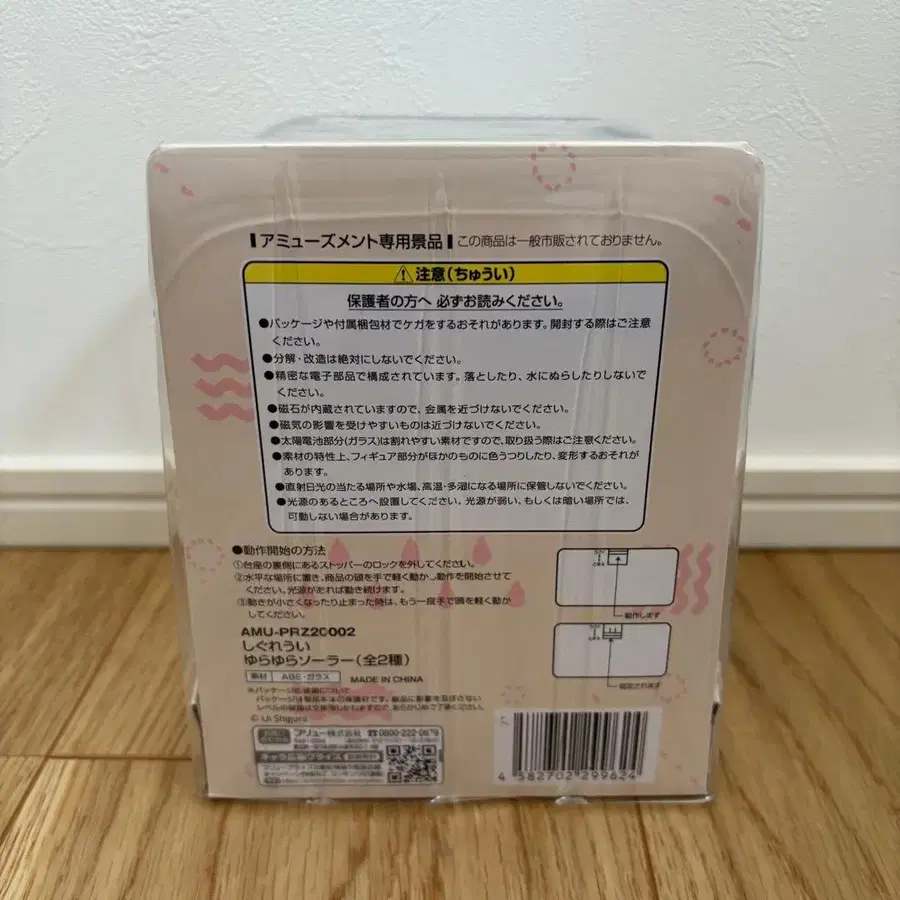 アミューズメント専用景品 この商品は一般市販されておりません。
注意(ちゅうい)
保護者の方へ 必ずお読みください。
●パッケージや付属梱包材でケガをするおそれがあります。開封する際はご注意
ください。
●分解・改造は絶対にしないでください。
●精密な電子部品で構成されています。落としたり、水にぬらしたりしないで
ください。
●磁石が内蔵されていますので、金属を近づけないでください。
●磁気の影響を受けやすいものは近づけないでください。
●太陽電池部分(ガラス)は割れやすい素材ですので、取り扱う際はご注意ください。
●素材の特性上、フィギュア部分がほかのものに色うつりしたり、変形するおそれが
あります。
●直射日光の当たる場所や水場、高温・多湿になる場所に保管しないでください。
●光源のあるところへ設置してください。光源が弱い、もしくは暗い場所では、
可動しない場合があります。
●動作開始の方法
①台座の裏側にあるストッパーのロックを外してください。
②水平な場所に置き、商品の頭を手で軽く動かし動作を開始させて
ください。光源があれば動き続けます。
③動きが小さくなったり止まった時は、もう一度手で頭を軽く動か
してください。
動作します
固定されます
AMU-PRZ20002
しぐれうい
ゆらゆらソーラー(全2種)
素材 ABS・ガラス MADE IN CHINA
© Ui Shiguro
フリュー株式会社 ☎0800-222-0879
4 582702 299624